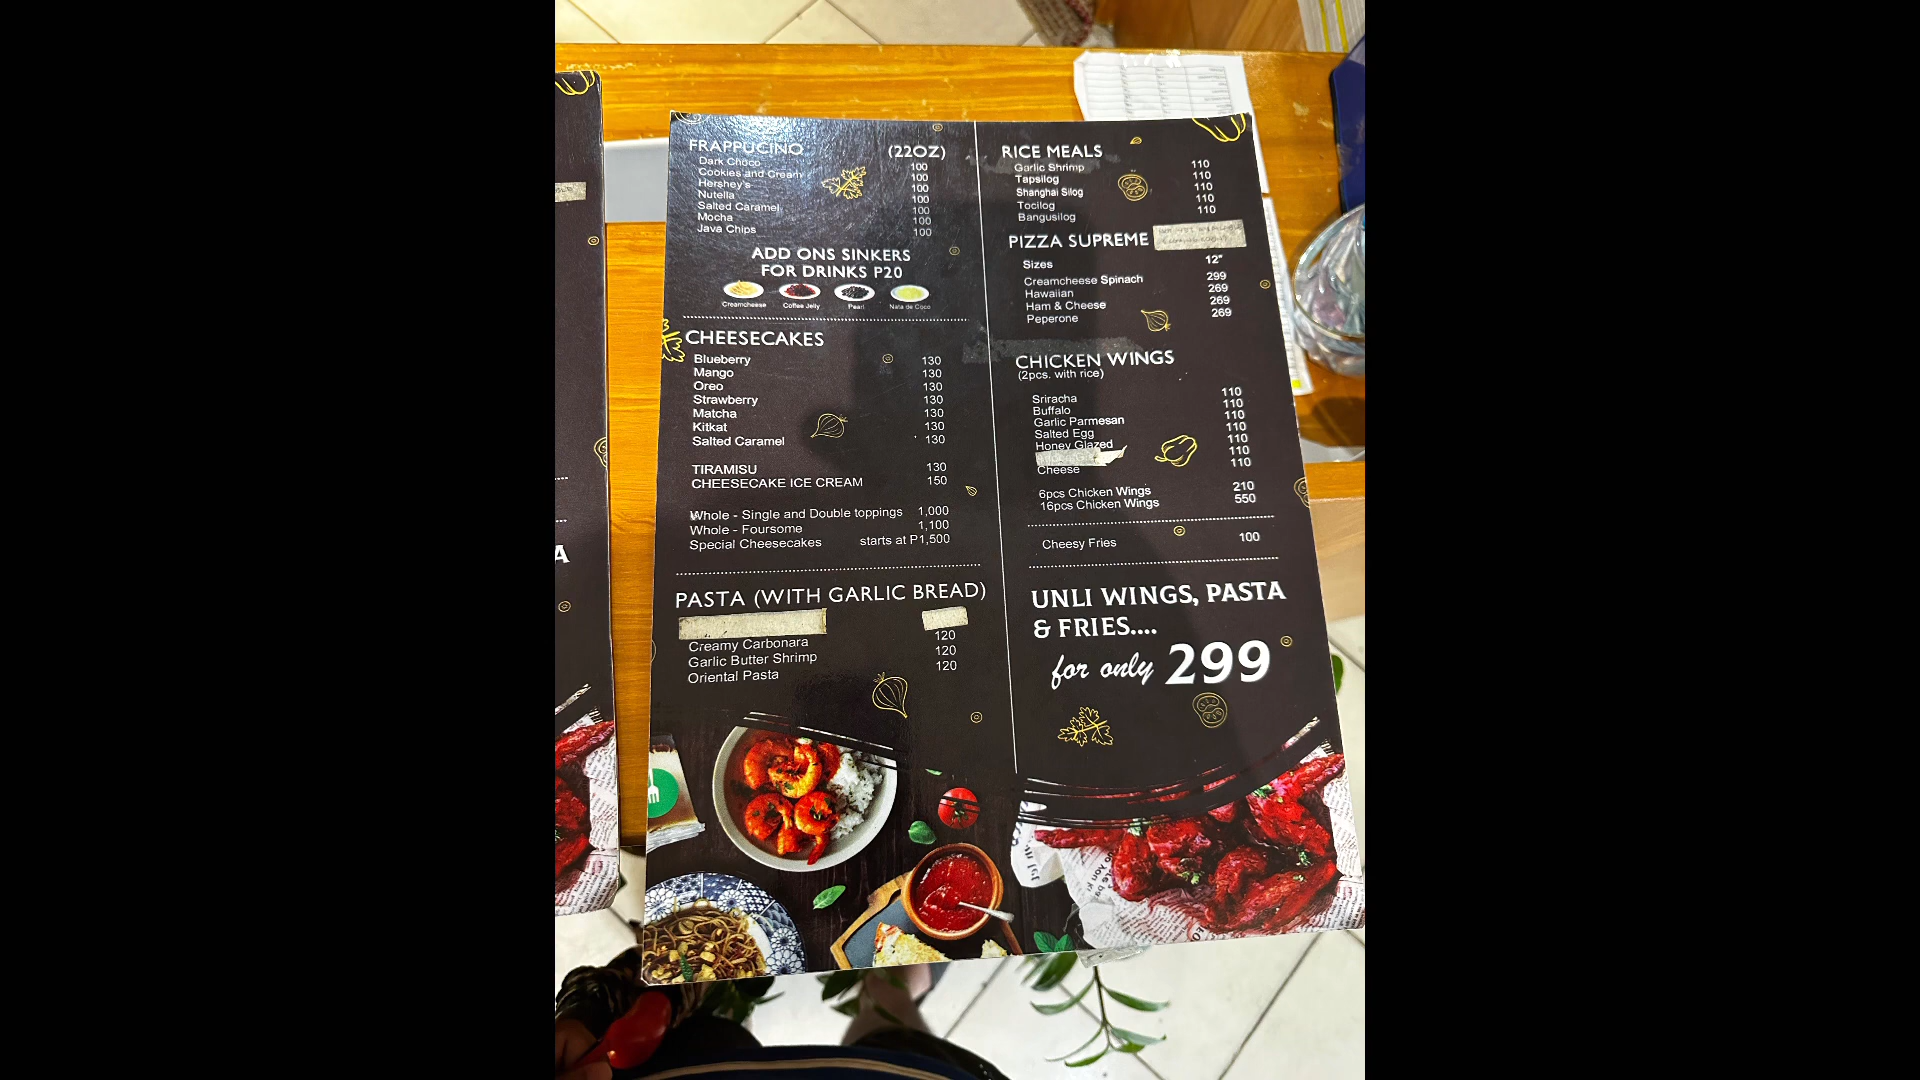 FRAPPUCINO (22OZ)
Dark Choco 100
Cookies and Cream 100
Hershey's 100
Nutella 100
Salted Caramel 100
Mocha 100
Java Chips 100
ADD ONS SINKERS
FOR DRINKS P20
Creamcheese Coffee Jelly Pearl Nata de Coco
CHEESECAKES
Blueberry 130
Mango 130
Oreo 130
Strawberry 130
Matcha 130
Kitkat 130
Salted Caramel 130
TIRAMISU 130
CHEESECAKE ICE CREAM 150
Whole - Single and Double toppings 1,000
Whole - Foursome 1,100
Special Cheesecakes starts at P1,500
PASTA (WITH GARLIC BREAD)
Creamy Carbonara 120
Garlic Butter Shrimp 120
Oriental Pasta 120
RICE MEALS
Garlic Shrimp 110
Tapsilog 110
Shanghai Silog 110
Tocilog 110
Bangusilog 110
PIZZA SUPREME
Sizes 12"
Creamcheese Spinach 299
Hawaiian 269
Ham & Cheese 269
Peperone 269
CHICKEN WINGS
(2pcs. with rice)
Sriracha 110
Buffalo 110
Garlic Parmesan 110
Salted Egg 110
Honey Glazed 110
110
Cheese 110
6pcs Chicken Wings 210
16pcs Chicken Wings 550
Cheesy Fries 100
UNLI WINGS, PASTA
& FRIES....
for only 299
A